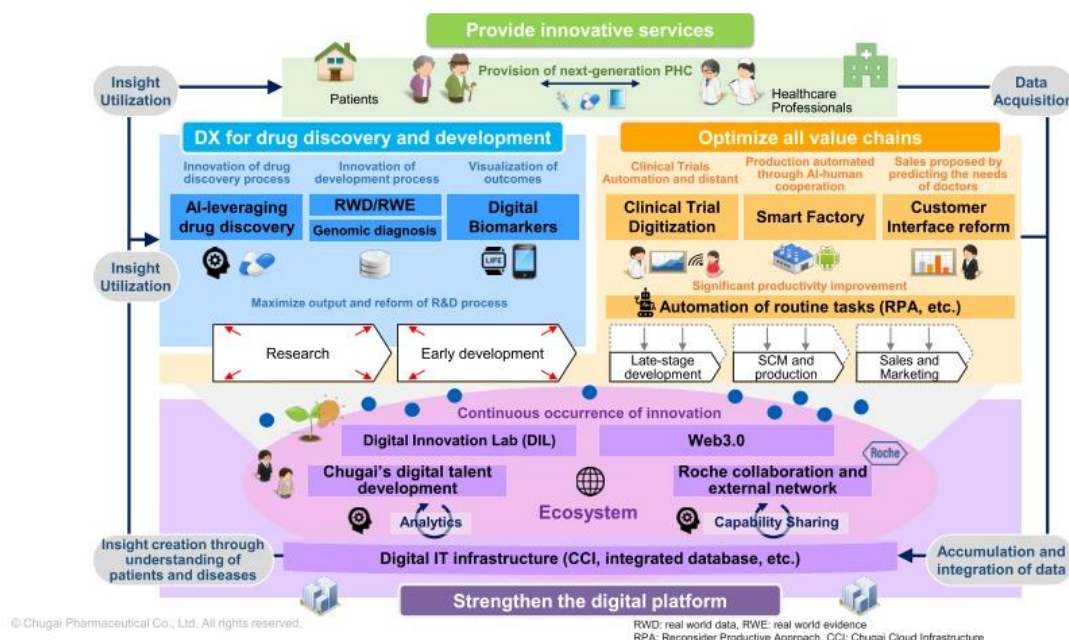 Provide innovative services
Insight
Utilization
Patients
Provision of next-generation PHC
Healthcare
Professionals
Data
Acquisition
DX for drug discovery and development
Innovation of drug
discovery process
AI-leveraging
drug discovery
Innovation of
development process
RWD/RWE
Genomic diagnosis
Visualization of
outcomes
Digital
Biomarkers
LIFE
Maximize output and reform of R&D process
Research
Early development
Insight
Utilization
Optimize all value chains
Clinical Trials
Automation and distant
Clinical Trial
Digitization
Production automated
through AI-human
cooperation
Smart Factory
Sales proposed by
predicting the needs
of doctors
Customer
Interface reform
Significant productivity improvement
Automation of routine tasks (RPA, etc.)
Late-stage
development
SCM and
production
Sales and
Marketing
Continuous occurrence of innovation
Digital Innovation Lab (DIL)
Web3.0
Roche
Chugai's digital talent
development
Roche collaboration and
external network
Ecosystem
Analytics
Capability Sharing
Insight creation through
understanding of
patients and diseases
Digital IT infrastructure (CCI, integrated database, etc.)
Accumulation and
integration of data
Strengthen the digital platform
© Chugai Pharmaceutical Co., Ltd. All rights reserved.
RWD: real world data, RWE: real world evidence
RPA: Reconsider Productive Approach, CCI: Chugai Cloud Infrastructure